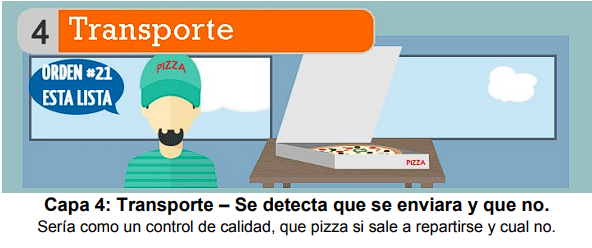 4 Transporte
ORDEN #21
ESTA LISTA
PIZZA
PIZZA
Capa 4: Transporte – Se detecta que se enviara y que no.
Sería como un control de calidad, que pizza si sale a repartirse y cual no.